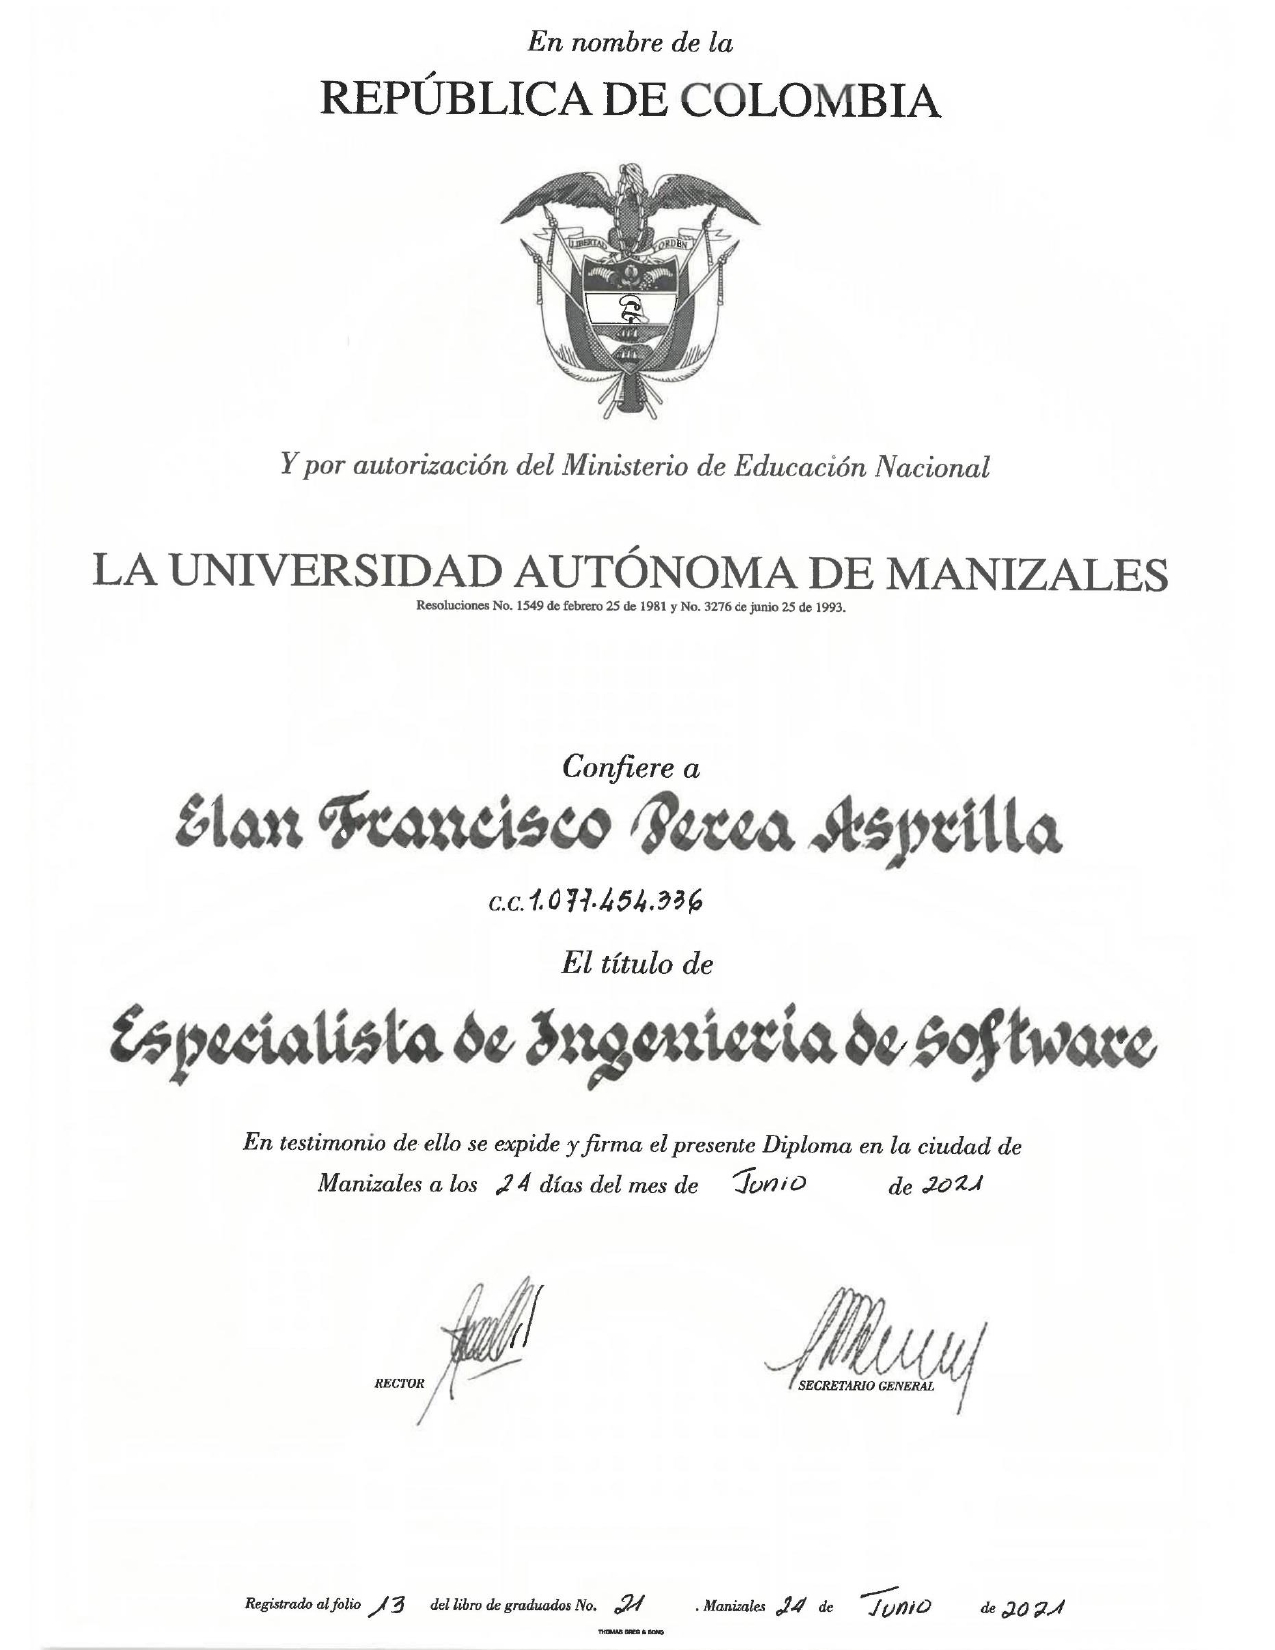 En nombre de la
REPÚBLICA DE COLOMBIA
LIBERTAD Y ORDEN
Y por autorización del Ministerio de Educación Nacional
LA UNIVERSIDAD AUTÓNOMA DE MANIZALES
Resoluciones No. 1549 de febrero 25 de 1981 y No. 3276 de junio 25 de 1993.
Confiere a
Elan Francisco Perea Asprilla
C.C. 1.077.454.336
El título de
Especialista de Ingeniería de Software
En testimonio de ello se expide y firma el presente Diploma en la ciudad de
Manizales a los 24 días del mes de Junio de 2021
RECTOR
SECRETARIO GENERAL
Registrado al folio 13 del libro de graduados No. 21 . Manizales 24 de Junio de 2021
THOMAS GREG & SONS